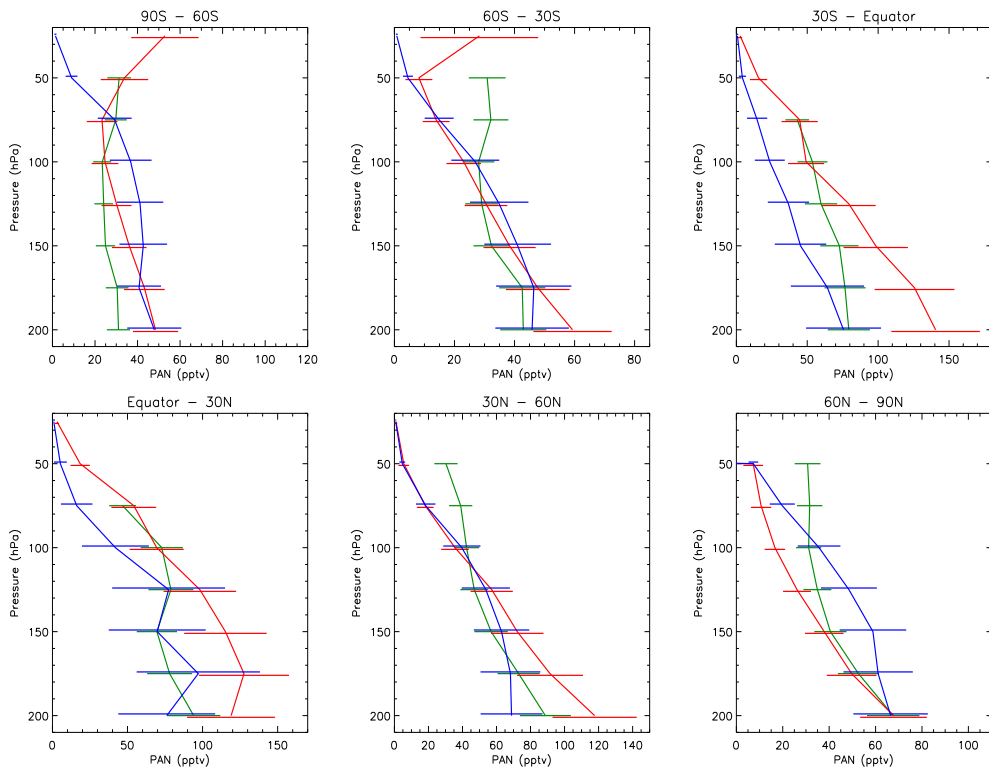 90S – 60S
60S – 30S
30S – Equator
50
100
150
200
Pressure (hPa)
0 20 40 60 80 100 120
PAN (pptv)
50
100
150
200
Pressure (hPa)
0 20 40 60 80
PAN (pptv)
50
100
150
200
Pressure (hPa)
0 50 100 150
PAN (pptv)
Equator – 30N
30N – 60N
60N – 90N
50
100
150
200
Pressure (hPa)
0 50 100 150
PAN (pptv)
50
100
150
200
Pressure (hPa)
0 20 40 60 80 100 120 140
PAN (pptv)
50
100
150
200
Pressure (hPa)
0 20 40 60 80 100
PAN (pptv)